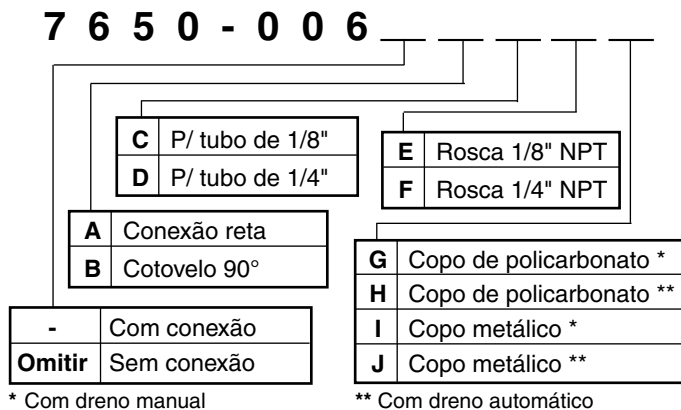 7650-006_ _ _ _ _
C P/ tubo de 1/8"
D P/ tubo de 1/4"
E Rosca 1/8" NPT
F Rosca 1/4" NPT
A Conexão reta
B Cotovelo 90°
G Copo de policarbonato *
H Copo de policarbonato **
I Copo metálico *
J Copo metálico **
- Com conexão
Omitir Sem conexão
* Com dreno manual
** Com dreno automático